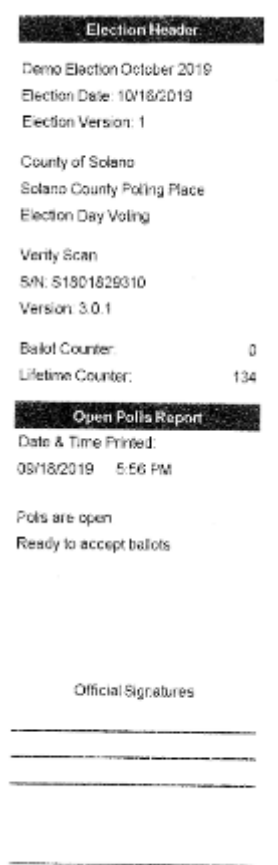 Election Header
Demo Election October 2019
Election Date: 10/16/2019
Election Version: 1
County of Solano
Solano County Polling Place
Election Day Voting
Verity Scan
S/N: S1801829310
Version: 3.0.1
Ballot Counter: 0
Lifetime Counter: 134
Open Polls Report
Date & Time Printed:
09/18/2019 5:56 PM
Polls are open
Ready to accept ballots
Official Signatures